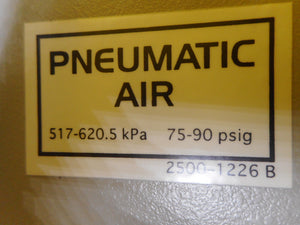 PNEUMATIC
AIR
517-620.5 kPa 75-90 psig
2500-1226 B